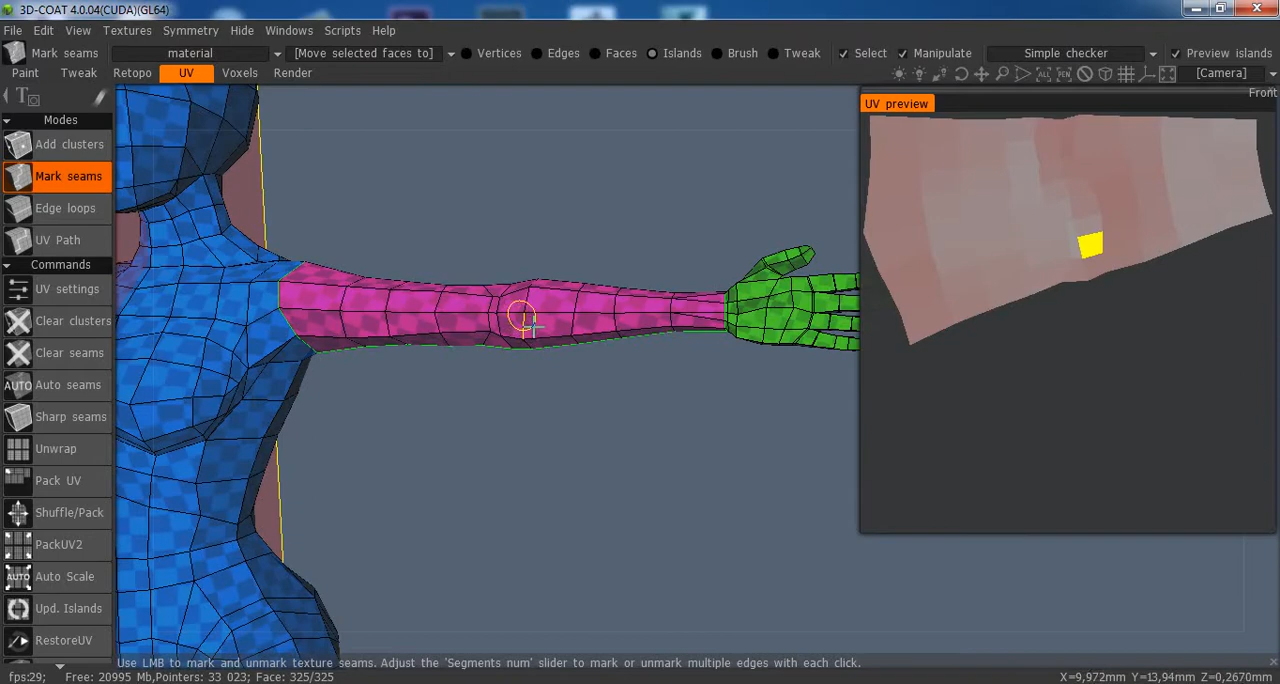 3D-COAT 4.0.04(CUDA)(GL64)
File Edit View Textures Symmetry Hide Windows Scripts Help
Mark seams material [Move selected faces to] Vertices Edges Faces Islands Brush Tweak Select Manipulate Simple checker Preview islands
Paint Tweak Retopo UV Voxels Render ALL PEN [Camera]
Front
UV preview
Modes
Add clusters
Mark seams
Edge loops
UV Path
Commands
UV settings
Clear clusters
Clear seams
AUTO Auto seams
Sharp seams
Unwrap
Pack UV
Shuffle/Pack
PackUV2
AUTO Auto Scale
Upd. Islands
RestoreUV
Use LMB to mark and unmark texture seams. Adjust the 'Segments num' slider to mark or unmark multiple edges with each click.
fps:29; Free: 20995 Mb,Pointers: 33 023; Face: 325/325 X=9,972mm Y=13,94mm Z=0,2670mm